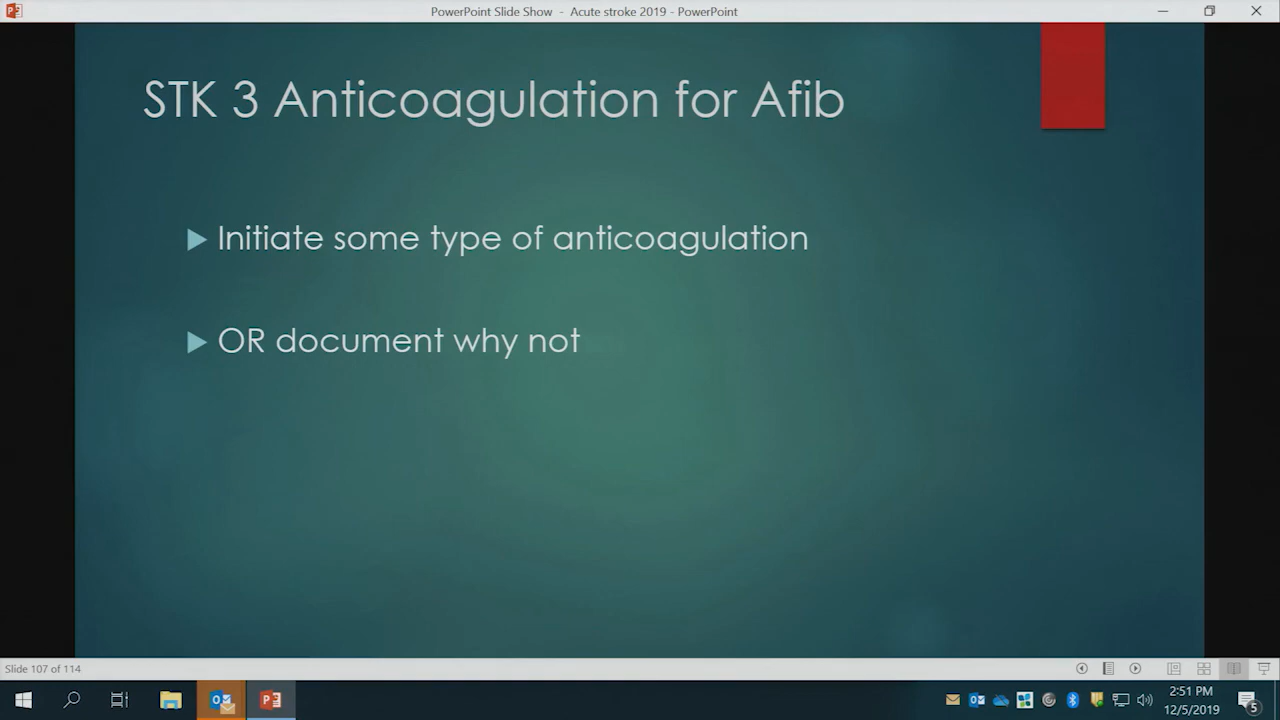 PowerPoint Slide Show - Acute stroke 2019 - PowerPoint
STK 3 Anticoagulation for Afib
Initiate some type of anticoagulation
OR document why not
Slide 107 of 114
2:51 PM
12/5/2019
5